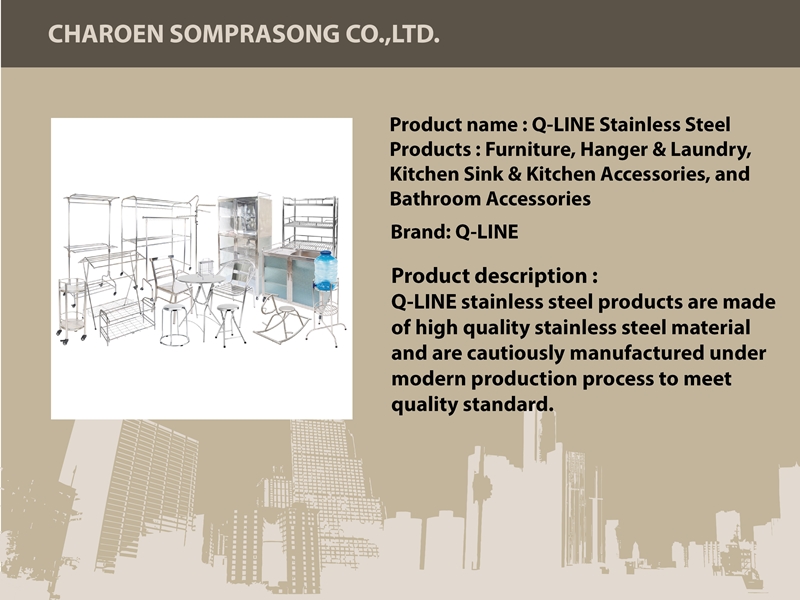 CHAROEN SOMPRASONG CO.,LTD.
Product name : Q-LINE Stainless Steel
Products : Furniture, Hanger & Laundry,
Kitchen Sink & Kitchen Accessories, and
Bathroom Accessories
Brand: Q-LINE
Product description :
Q-LINE stainless steel products are made
of high quality stainless steel material
and are cautiously manufactured under
modern production process to meet
quality standard.